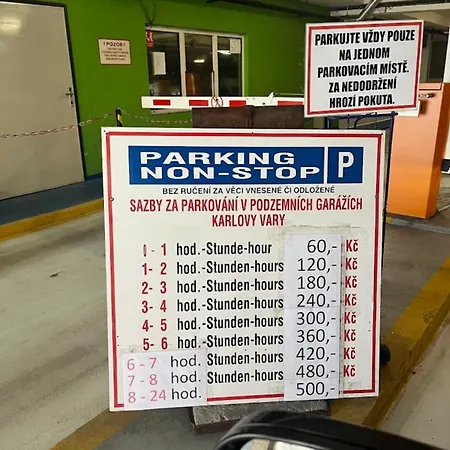 ! POZOR !
PARKUJTE VŽDY POUZE
NA JEDNOM
PARKOVACÍM MÍSTĚ.
ZA NEDODRŽENÍ
HROZÍ POKUTA.
PARKING
NON-STOP
P
BEZ RUČENÍ ZA VĚCI VNESENÉ ČI ODLOŽENÉ
SAZBY ZA PARKOVÁNÍ V PODZEMNÍCH GARÁŽÍCH
KARLOVY VARY
0 - 1 hod.-Stunde-hour 60,- Kč
1- 2 hod.-Stunden-hours 120,- Kč
2- 3 hod.-Stunden-hours 180,- Kč
3- 4 hod.-Stunden-hours 240,- Kč
4- 5 hod.-Stunden-hours 300,- Kč
5- 6 hod.-Stunden-hours 360,- Kč
6 - 7 hod.-Stunden-hours 420,- Kč
7 - 8 hod.-Stunden-hours 480,- Kč
8 - 24 hod. 500,-